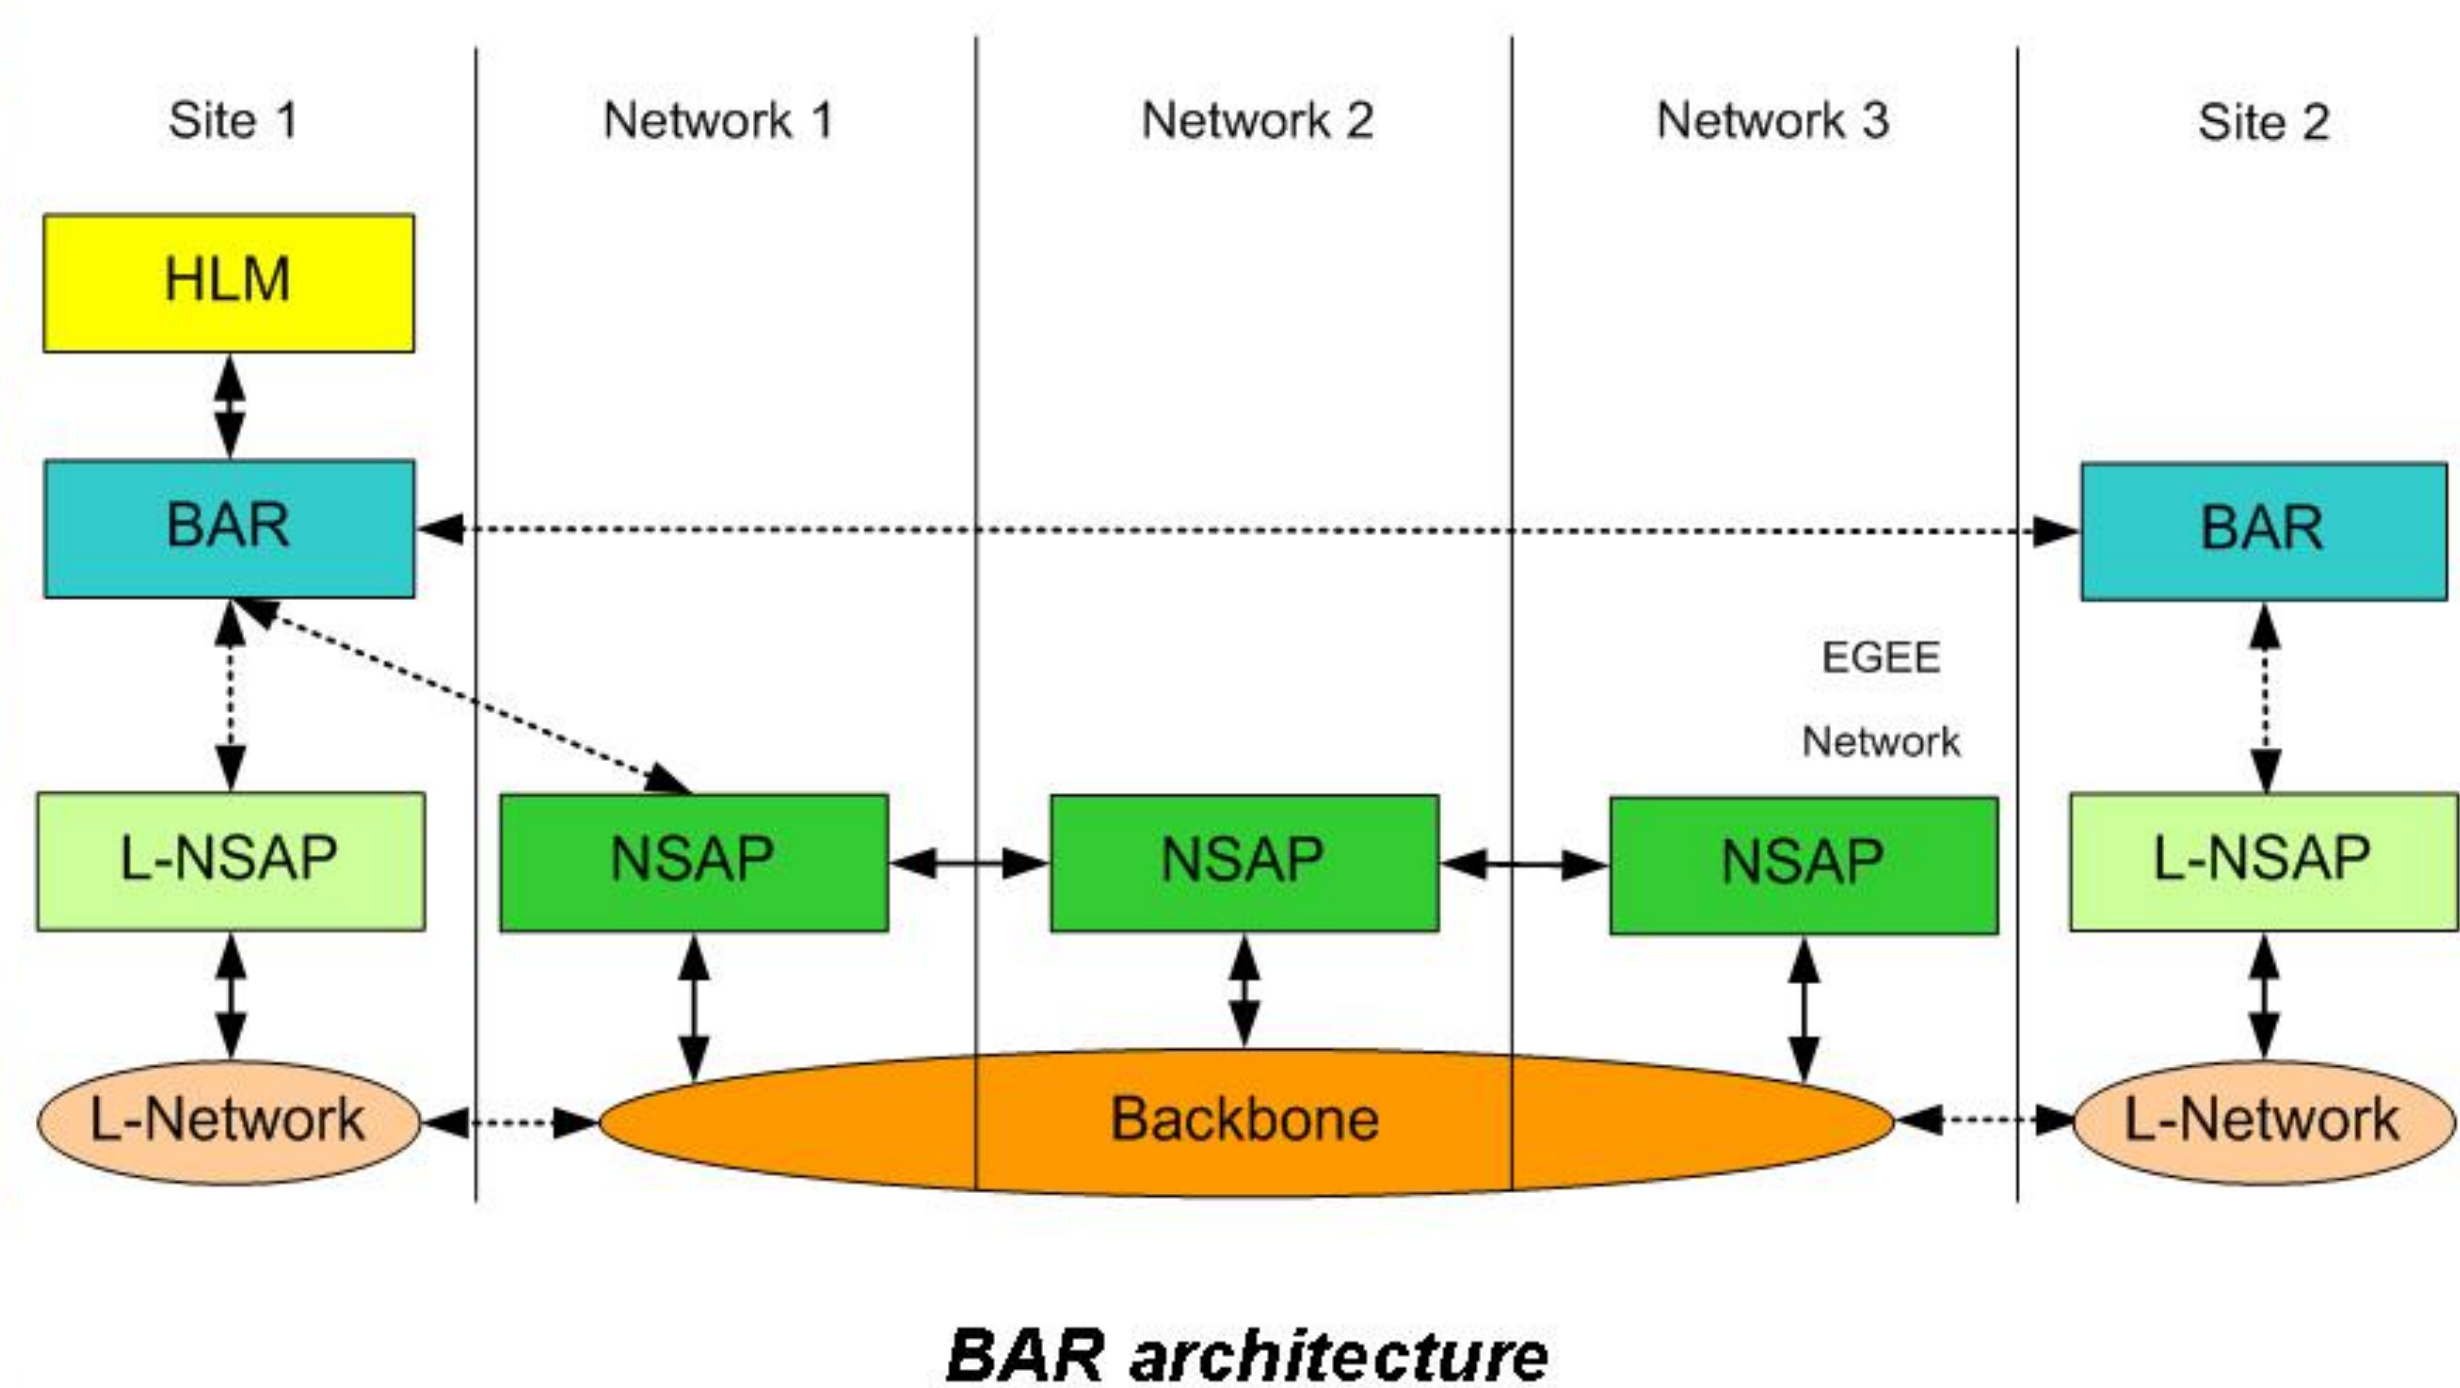 Site 1
Network 1
Network 2
Network 3
Site 2
HLM
BAR
BAR
EGEE
Network
L-NSAP
NSAP
NSAP
NSAP
L-NSAP
L-Network
Backbone
L-Network
BAR architecture